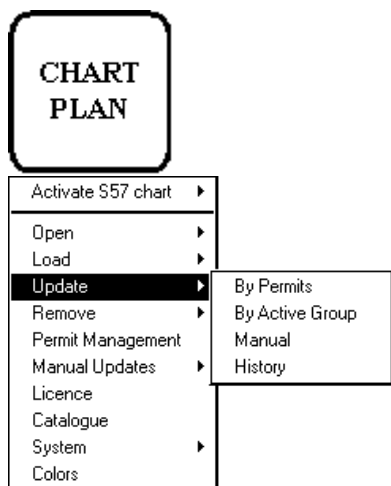 CHART
PLAN
Activate S57 chart
Open
Load
Update
Remove
Permit Management
Manual Updates
Licence
Catalogue
System
Colors
By Permits
By Active Group
Manual
History